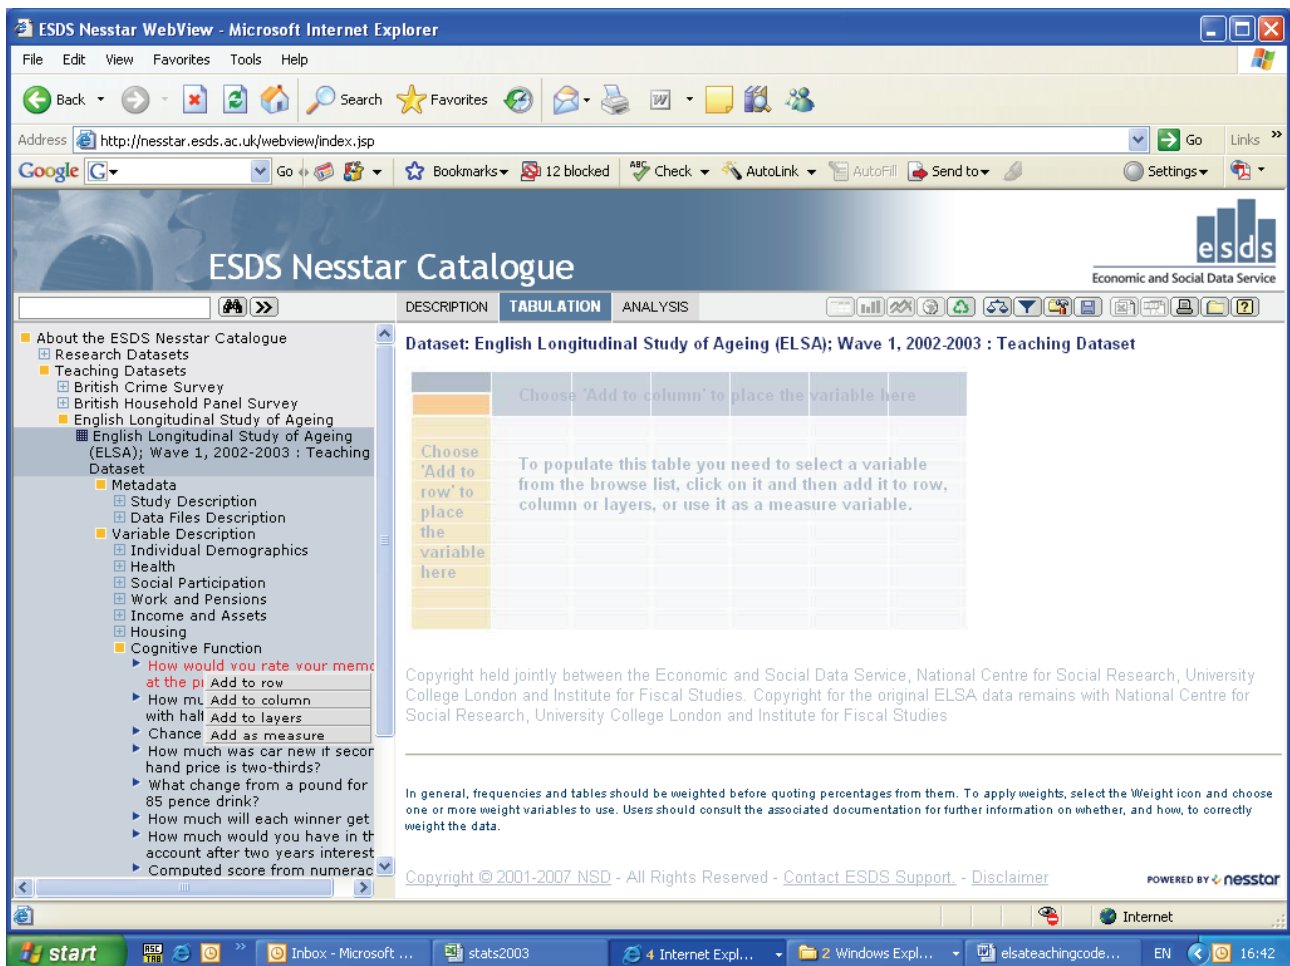 ESDS Nesstar WebView - Microsoft Internet Explorer
File Edit View Favorites Tools Help
Back Search Favorites
Address http://nesstar.esds.ac.uk/webview/index.jsp Go Links »
Google G Go Bookmarks 12 blocked ABC Check AutoLink AutoFill Send to Settings
ESDS Nesstar Catalogue
esds
Economic and Social Data Service
DESCRIPTION TABULATION ANALYSIS
About the ESDS Nesstar Catalogue
Research Datasets
Teaching Datasets
British Crime Survey
British Household Panel Survey
English Longitudinal Study of Ageing
English Longitudinal Study of Ageing
(ELSA); Wave 1, 2002-2003 : Teaching
Dataset
Metadata
Study Description
Data Files Description
Variable Description
Individual Demographics
Health
Social Participation
Work and Pensions
Income and Assets
Housing
Cognitive Function
How would you rate your memo
at the p
How mu
with half
Chance
How much was car new if secor
hand price is two-thirds?
What change from a pound for
85 pence drink?
How much will each winner get
How much would you have in th
account after two years interest
Computed score from numerac
Add to row
Add to column
Add to layers
Add as measure
Dataset: English Longitudinal Study of Ageing (ELSA); Wave 1, 2002-2003 : Teaching Dataset
Choose 'Add to column' to place the variable here
Choose
'Add to
row' to
place
the
variable
here
To populate this table you need to select a variable
from the browse list, click on it and then add it to row,
column or layers, or use it as a measure variable.
Copyright held jointly between the Economic and Social Data Service, National Centre for Social Research, University
College London and Institute for Fiscal Studies. Copyright for the original ELSA data remains with National Centre for
Social Research, University College London and Institute for Fiscal Studies
In general, frequencies and tables should be weighted before quoting percentages from them. To apply weights, select the Weight icon and choose
one or more weight variables to use. Users should consult the associated documentation for further information on whether, and how, to correctly
weight the data.
Copyright © 2001-2007 NSD - All Rights Reserved - Contact ESDS Support. - Disclaimer
POWERED BY nesstar
Internet
start » Inbox - Microsoft ... stats2003 4 Internet Expl... 2 Windows Expl... elsateachingcode... EN 16:42